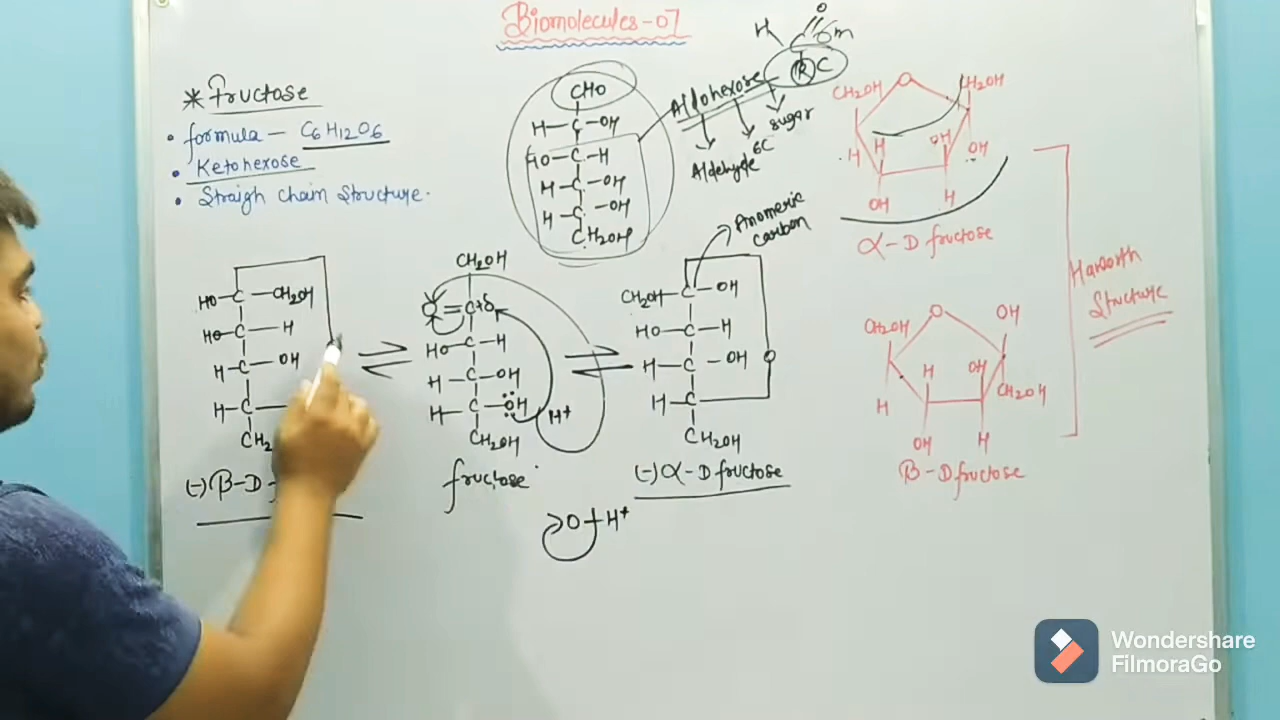 Biomolecules-07
* Fructose
• formula — C6H12O6
• Ketohexose
• Straigh chain Structure.
CHO
H—C—OH
HO—C—H
H—C—OH
H—C—OH
CH2OH
Aldohexose
Aldehyde
6C
sugar
H
O
C
R C
Anomeric
carbon
HO—C—CH2OH
HO—C—H
H—C—OH
H—C
CH2
(-) β-D
CH2OH
O=C+δ
HO—C—H
H—C—OH
H—C—OH
H+
CH2OH
fructose
CH2OH—C—OH
HO—C—H
H—C—OH
O
H—C
CH2OH
(-) α-D fructose
O+H+
CH2OH
O
CH2OH
H
H
OH
OH
OH
H
α-D fructose
CH2OH
O
OH
H
H
OH
CH2OH
OH
H
β-Dfructose
Haworth
Structure
Wondershare
FilmoraGo